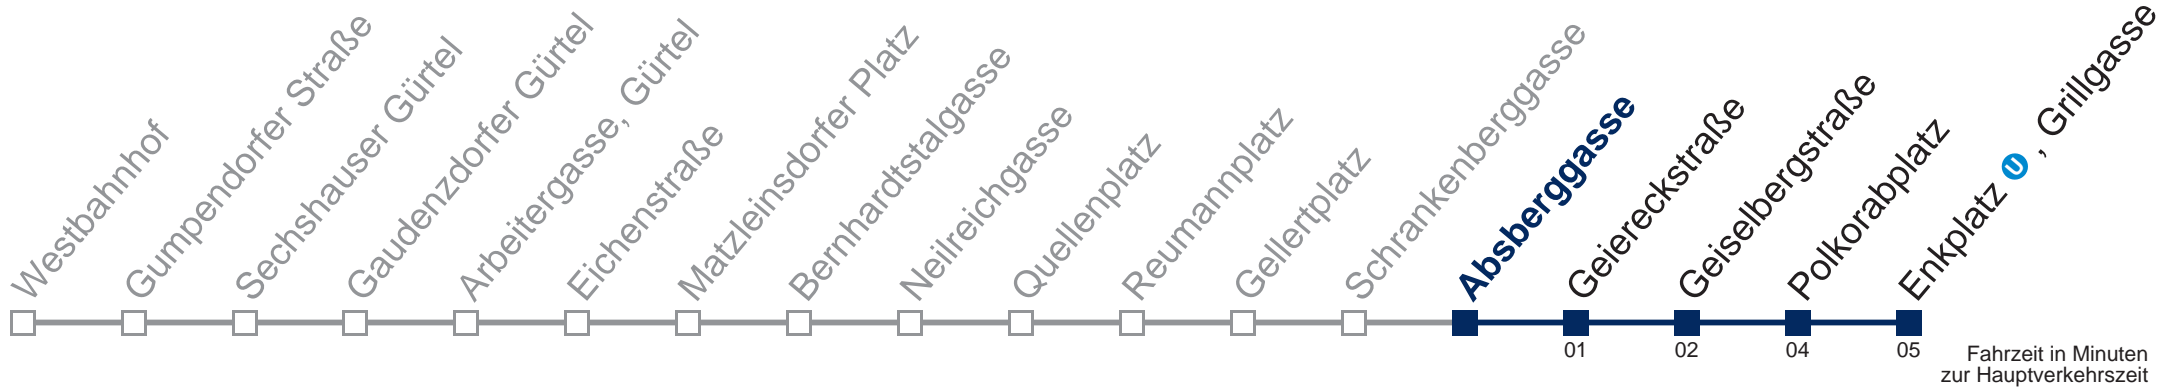 Westbahnhof
Gumpendorfer Straße
Sechshauser Gürtel
Gaudenzdorfer Gürtel
Arbeitergasse, Gürtel
Eichenstraße
Matzleinsdorfer Platz
Bernhardtstalgasse
Neilreichgasse
Quellenplatz
Reumannplatz
Gellertplatz
Schrankenberggasse
Absberggasse
Geiereckstraße
Geiselbergstraße
Polkorabplatz
Enkplatz U , Grillgasse
01 02 04 05
Fahrzeit in Minuten
zur Hauptverkehrszeit